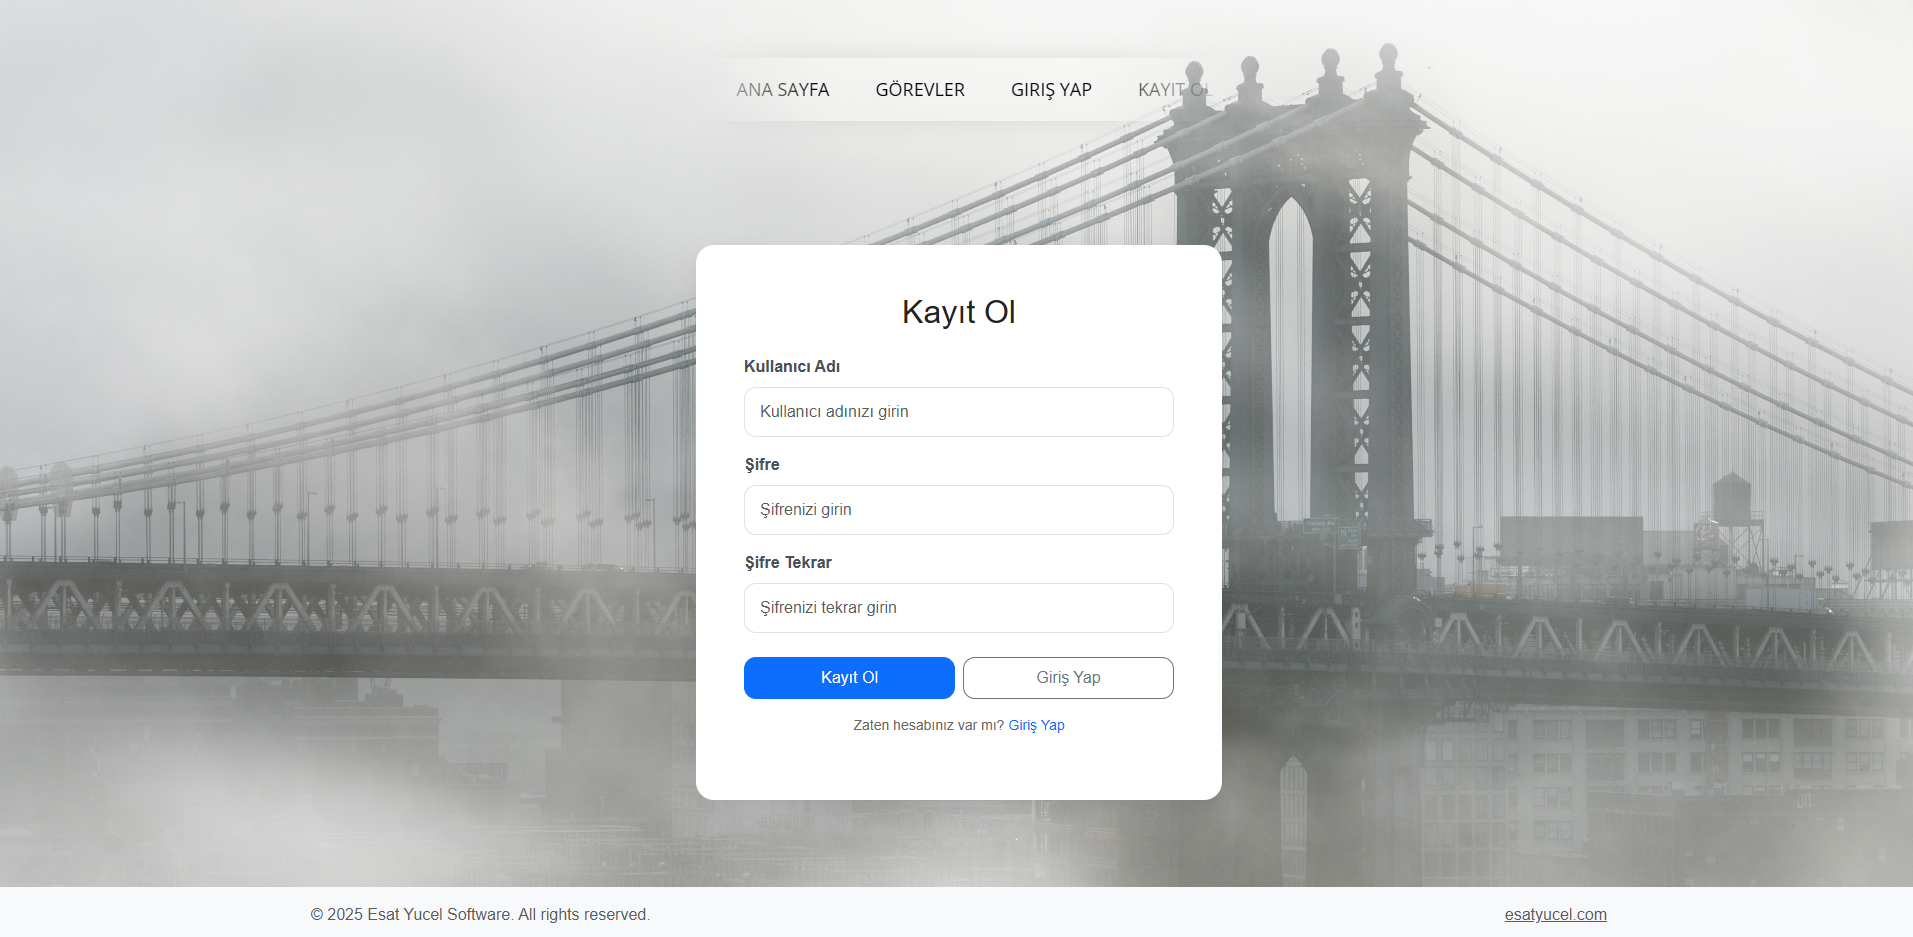 ANA SAYFA GÖREVLER GIRIŞ YAP KAYIT OL
Kayıt Ol
Kullanıcı Adı
Kullanıcı adınızı girin
Şifre
Şifrenizi girin
Şifre Tekrar
Şifrenizi tekrar girin
Kayıt Ol Giriş Yap
Zaten hesabınız var mı? Giriş Yap
© 2025 Esat Yucel Software. All rights reserved. esatyucel.com